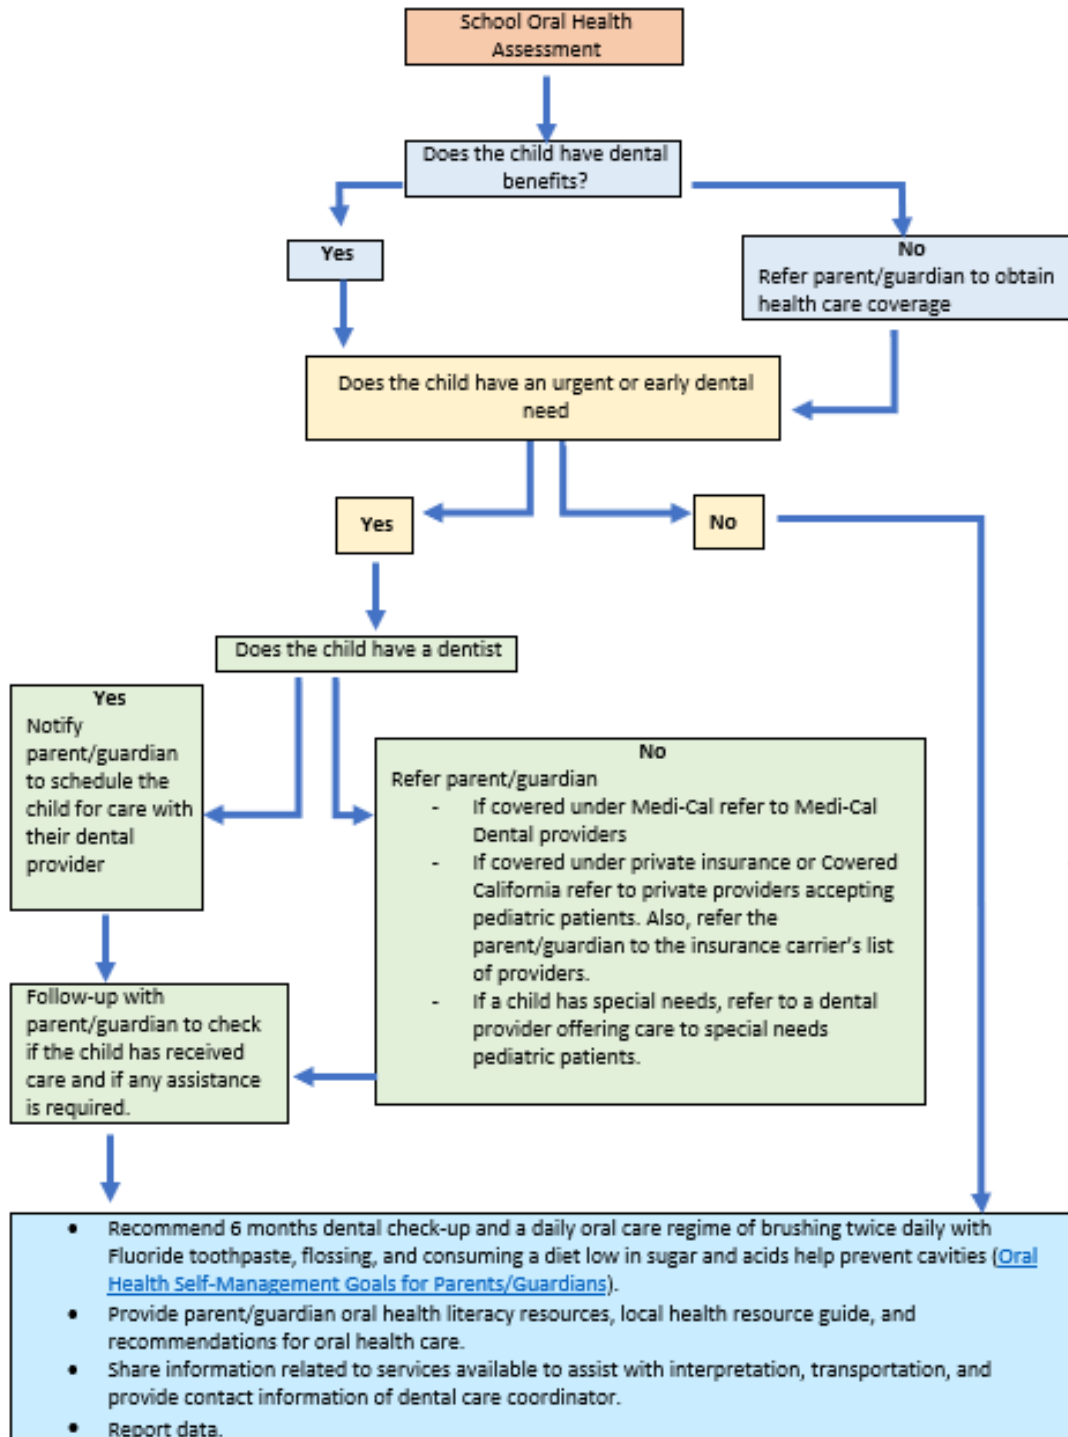 School Oral Health
Assessment
Does the child have dental
benefits?
Yes
No
Refer parent/guardian to obtain
health care coverage
Does the child have an urgent or early dental
need
Yes
No
Does the child have a dentist
Yes
Notify
parent/guardian
to schedule the
child for care with
their dental
provider
No
Refer parent/guardian
- If covered under Medi-Cal refer to Medi-Cal
Dental providers
- If covered under private insurance or Covered
California refer to private providers accepting
pediatric patients. Also, refer the
parent/guardian to the insurance carrier's list
of providers.
- If a child has special needs, refer to a dental
provider offering care to special needs
pediatric patients.
Follow-up with
parent/guardian to check
if the child has received
care and if any assistance
is required.
• Recommend 6 months dental check-up and a daily oral care regime of brushing twice daily with
Fluoride toothpaste, flossing, and consuming a diet low in sugar and acids help prevent cavities (Oral
Health Self-Management Goals for Parents/Guardians).
• Provide parent/guardian oral health literacy resources, local health resource guide, and
recommendations for oral health care.
• Share information related to services available to assist with interpretation, transportation, and
provide contact information of dental care coordinator.
• Report data.